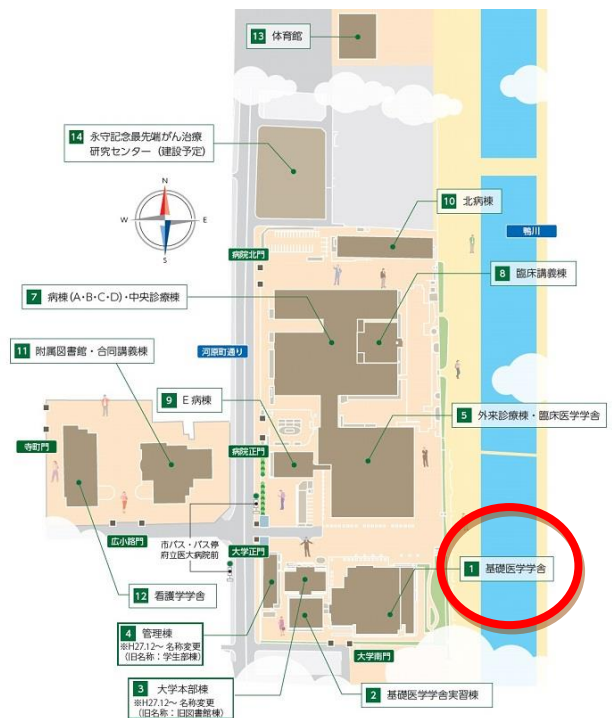 13 体育館
14 永守記念最先端がん治療
研究センター（建設予定）
N
W E
S
10 北病棟
鴨川
病院北門
8 臨床講義棟
7 病棟(A・B・C・D)・中央診療棟
河原町通り
11 附属図書館・合同講義棟
9 E病棟
5 外来診療棟・臨床医学学舎
寺町門
病院正門
広小路門
市バス・バス停
府立医大病院前
大学正門
1 基礎医学学舎
12 看護学学舎
4 管理棟
※H27.12〜 名称変更
（旧名称：学生部棟）
大学南門
3 大学本部棟
※H27.12〜 名称変更
（旧名称：旧図書館棟）
2 基礎医学学舎実習棟